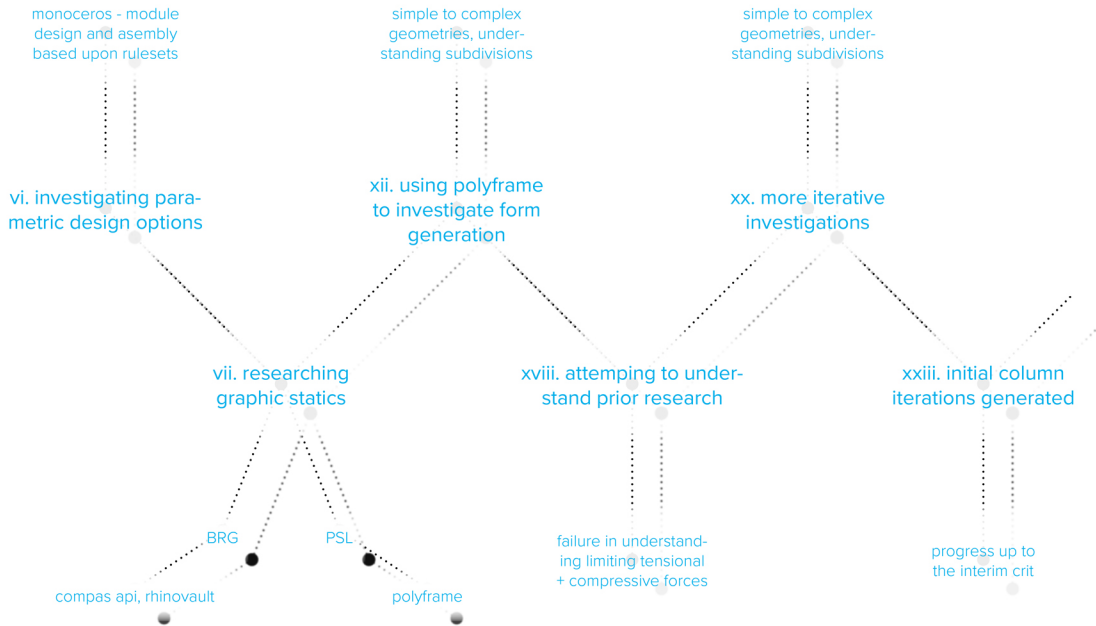 monoceros - module
design and asembly
based upon rulesets
simple to complex
geometries, under-
standing subdivisions
simple to complex
geometries, under-
standing subdivisions
vi. investigating para-
metric design options
xii. using polyframe
to investigate form
generation
xx. more iterative
investigations
vii. researching
graphic statics
xviii. attemping to under-
stand prior research
xxiii. initial column
iterations generated
BRG
PSL
compas api, rhinovault
polyframe
failure in understand-
ing limiting tensional
+ compressive forces
progress up to
the interim crit